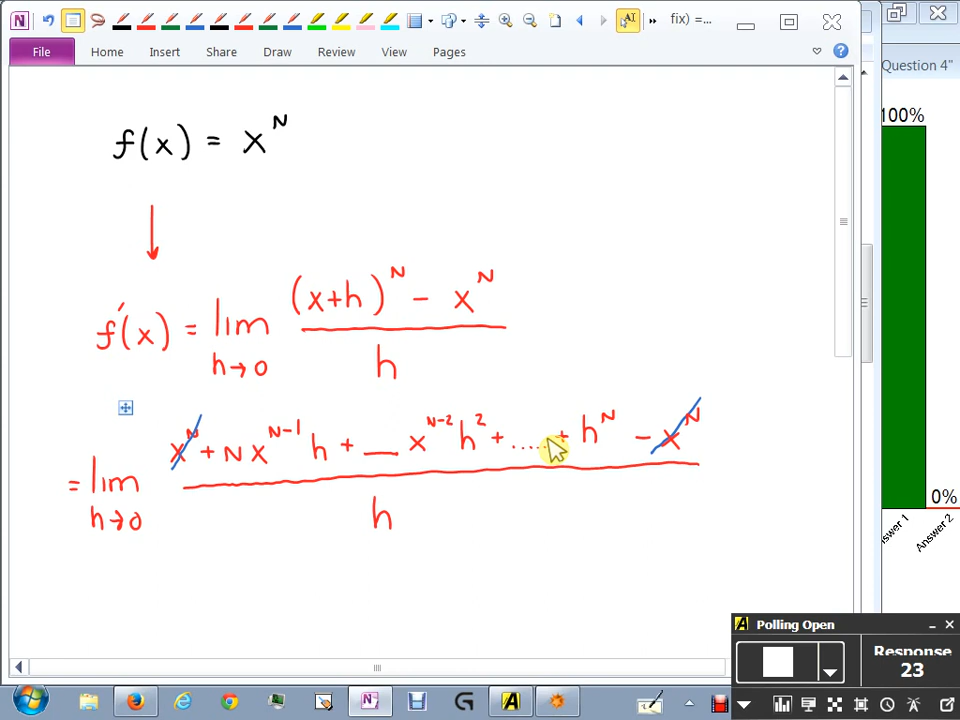 f(x) =...
File Home Insert Share Draw Review View Pages
Question 4"
100%
f(x) = x^N
f'(x) = lim h→0 ((x+h)^N - x^N) / h
= lim h→0 (x^N + Nx^(N-1) h + __ x^(N-2) h^2 + ..... + h^N - x^N) / h
0%
Answer 1
Answer 2
Polling Open
Response
23